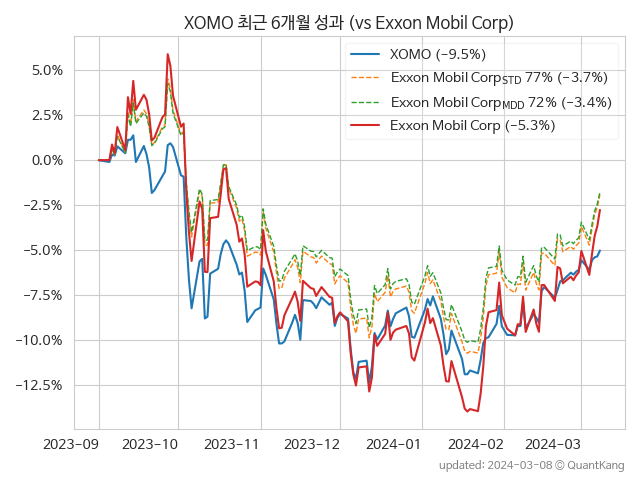 XOMO 최근 6개월 성과 (vs Exxon Mobil Corp)
XOMO (−9.5%)
Exxon Mobil Corp_STD 77% (−3.7%)
Exxon Mobil Corp_MDD 72% (−3.4%)
Exxon Mobil Corp (−5.3%)
5.0%
2.5%
0.0%
−2.5%
−5.0%
−7.5%
−10.0%
−12.5%
2023−09 2023−10 2023−11 2023−12 2024−01 2024−02 2024−03
updated: 2024-03-08 © QuantKang